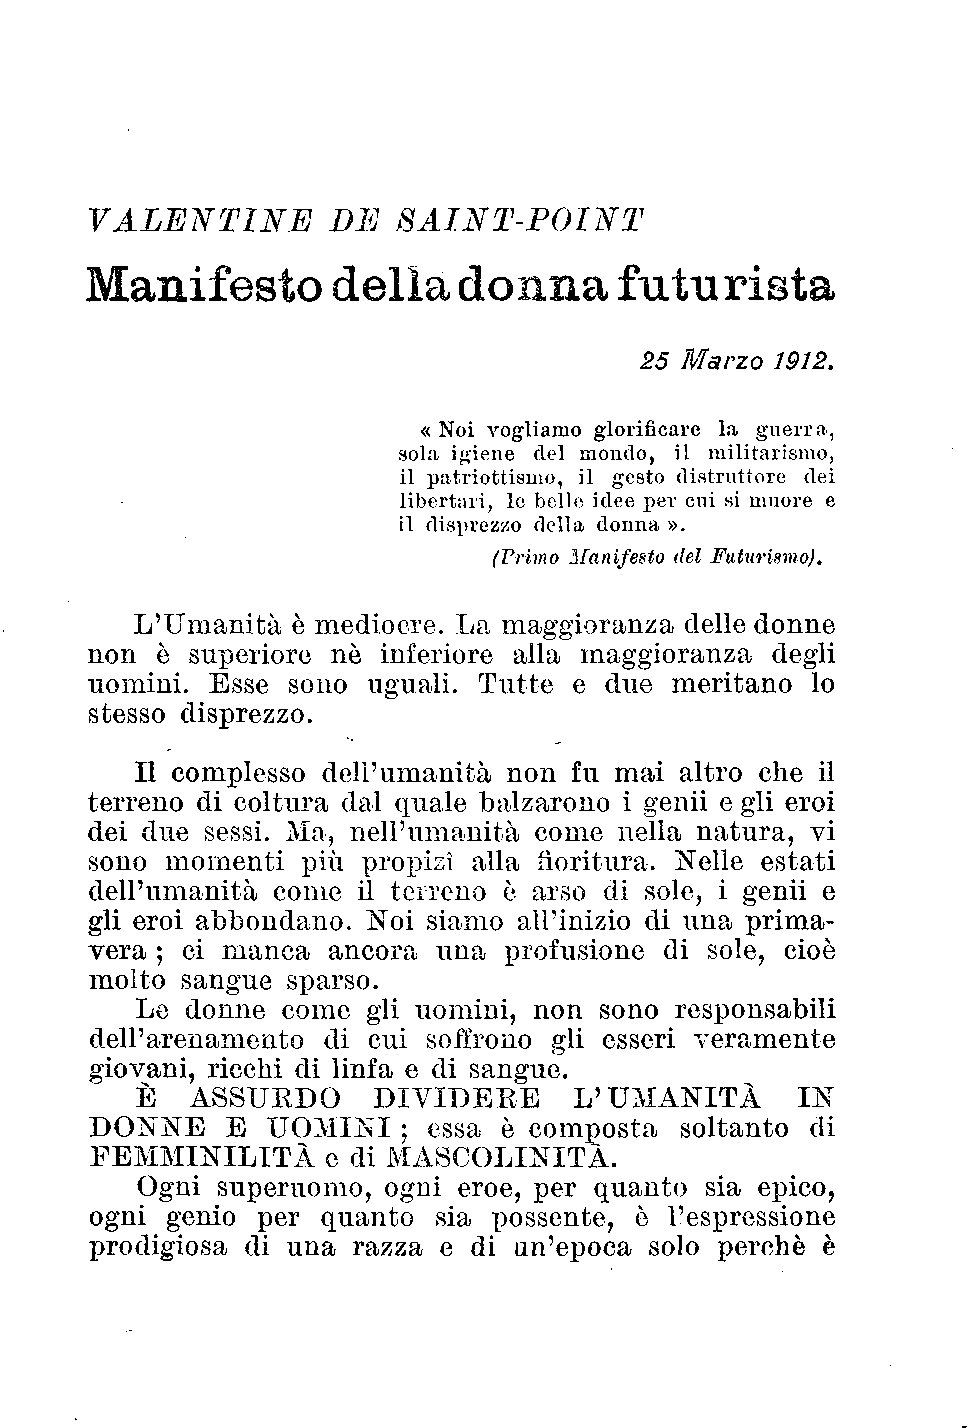 VALENTINE DE SAINT-POINT
Manifesto della donna futurista
25 Marzo 1912.
« Noi vogliamo glorificare la guerra,
sola igiene del mondo, il militarismo,
il patriottismo, il gesto distruttore dei
libertari, le belle idee per cui si muore e
il disprezzo della donna ».
(Primo Manifesto del Futurismo).
L'Umanità è mediocre. La maggioranza delle donne
non è superiore nè inferiore alla maggioranza degli
uomini. Esse sono uguali. Tutte e due meritano lo
stesso disprezzo.
Il complesso dell'umanità non fu mai altro che il
terreno di coltura dal quale balzarono i genii e gli eroi
dei due sessi. Ma, nell'umanità come nella natura, vi
sono momenti più propizî alla fioritura. Nelle estati
dell'umanità come il terreno è arso di sole, i genii e
gli eroi abbondano. Noi siamo all'inizio di una prima-
vera ; ci manca ancora una profusione di sole, cioè
molto sangue sparso.
Le donne come gli uomini, non sono responsabili
dell'arenamento di cui soffrono gli esseri veramente
giovani, ricchi di linfa e di sangue.
È ASSURDO DIVIDERE L'UMANITÀ IN
DONNE E UOMINI ; essa è composta soltanto di
FEMMINILITÀ e di MASCOLINITÀ.
Ogni superuomo, ogni eroe, per quanto sia epico,
ogni genio per quanto sia possente, è l'espressione
prodigiosa di una razza e di un'epoca solo perchè è